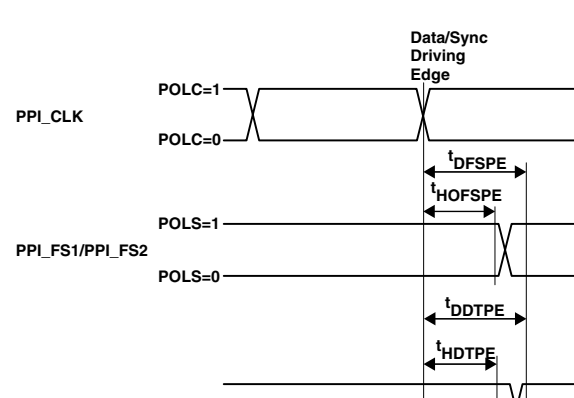 Data/Sync
Driving
Edge
POLC=1
PPI_CLK
POLC=0
tDFSPE
tHOFSPE
POLS=1
PPI_FS1/PPI_FS2
POLS=0
tDDTPE
tHDTPE